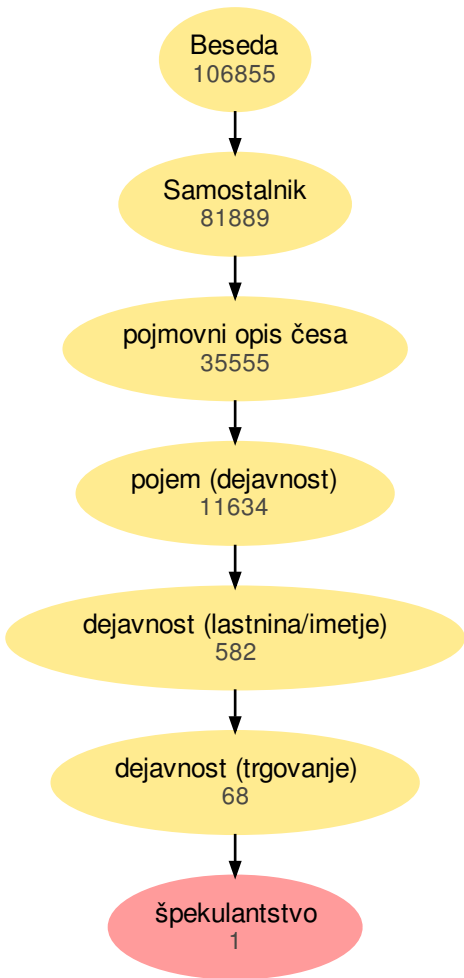 Beseda
106855
Samostalnik
81889
pojmovni opis česa
35555
pojem (dejavnost)
11634
dejavnost (lastnina/imetje)
582
dejavnost (trgovanje)
68
špekulantstvo
1